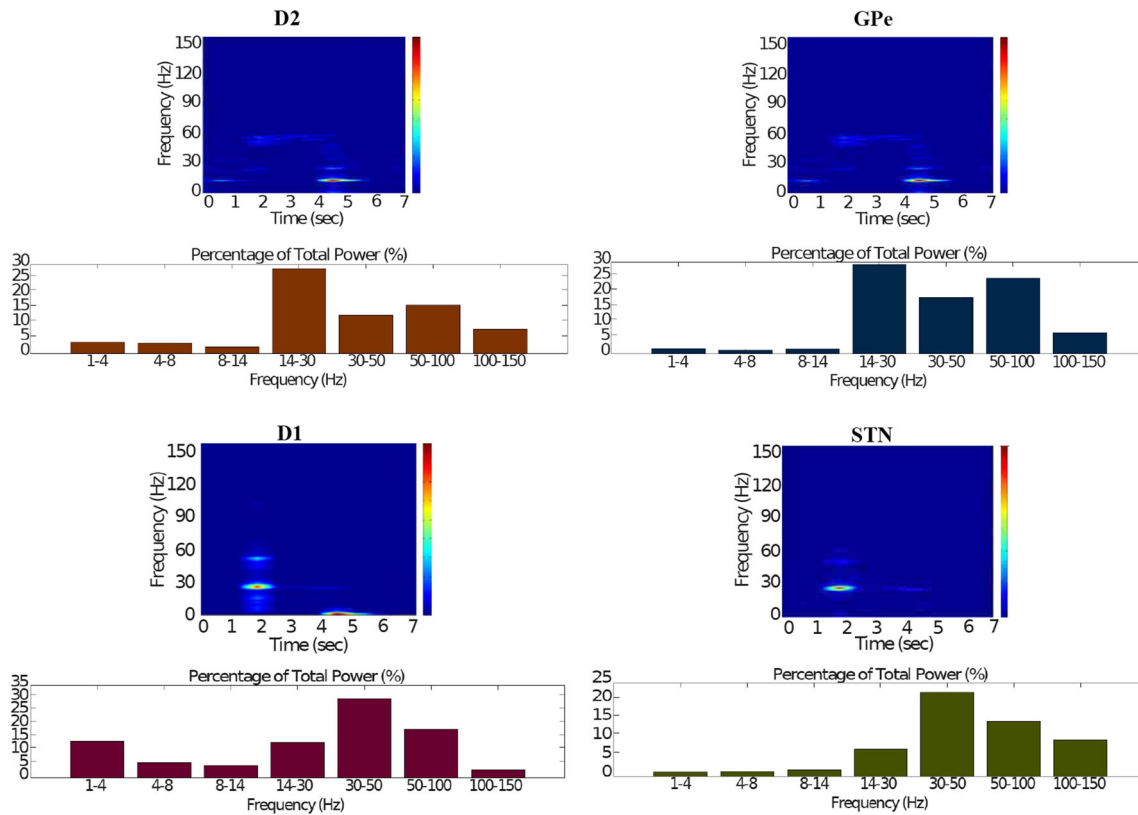 D2
150
120
90
60
30
0
Frequency (Hz)
0 1 2 3 4 5 6 7
Time (sec)
Percentage of Total Power (%)
30
25
20
15
10
5
0
1-4 4-8 8-14 14-30 30-50 50-100 100-150
Frequency (Hz)
GPe
150
120
90
60
30
0
Frequency (Hz)
0 1 2 3 4 5 6 7
Time (sec)
Percentage of Total Power (%)
30
25
20
15
10
5
0
1-4 4-8 8-14 14-30 30-50 50-100 100-150
Frequency (Hz)
D1
150
120
90
60
30
0
Frequency (Hz)
0 1 2 3 4 5 6 7
Time (sec)
Percentage of Total Power (%)
35
30
25
20
15
10
5
0
1-4 4-8 8-14 14-30 30-50 50-100 100-150
Frequency (Hz)
STN
150
120
90
60
30
0
Frequency (Hz)
0 1 2 3 4 5 6 7
Time (sec)
Percentage of Total Power (%)
25
20
15
10
5
0
1-4 4-8 8-14 14-30 30-50 50-100 100-150
Frequency (Hz)